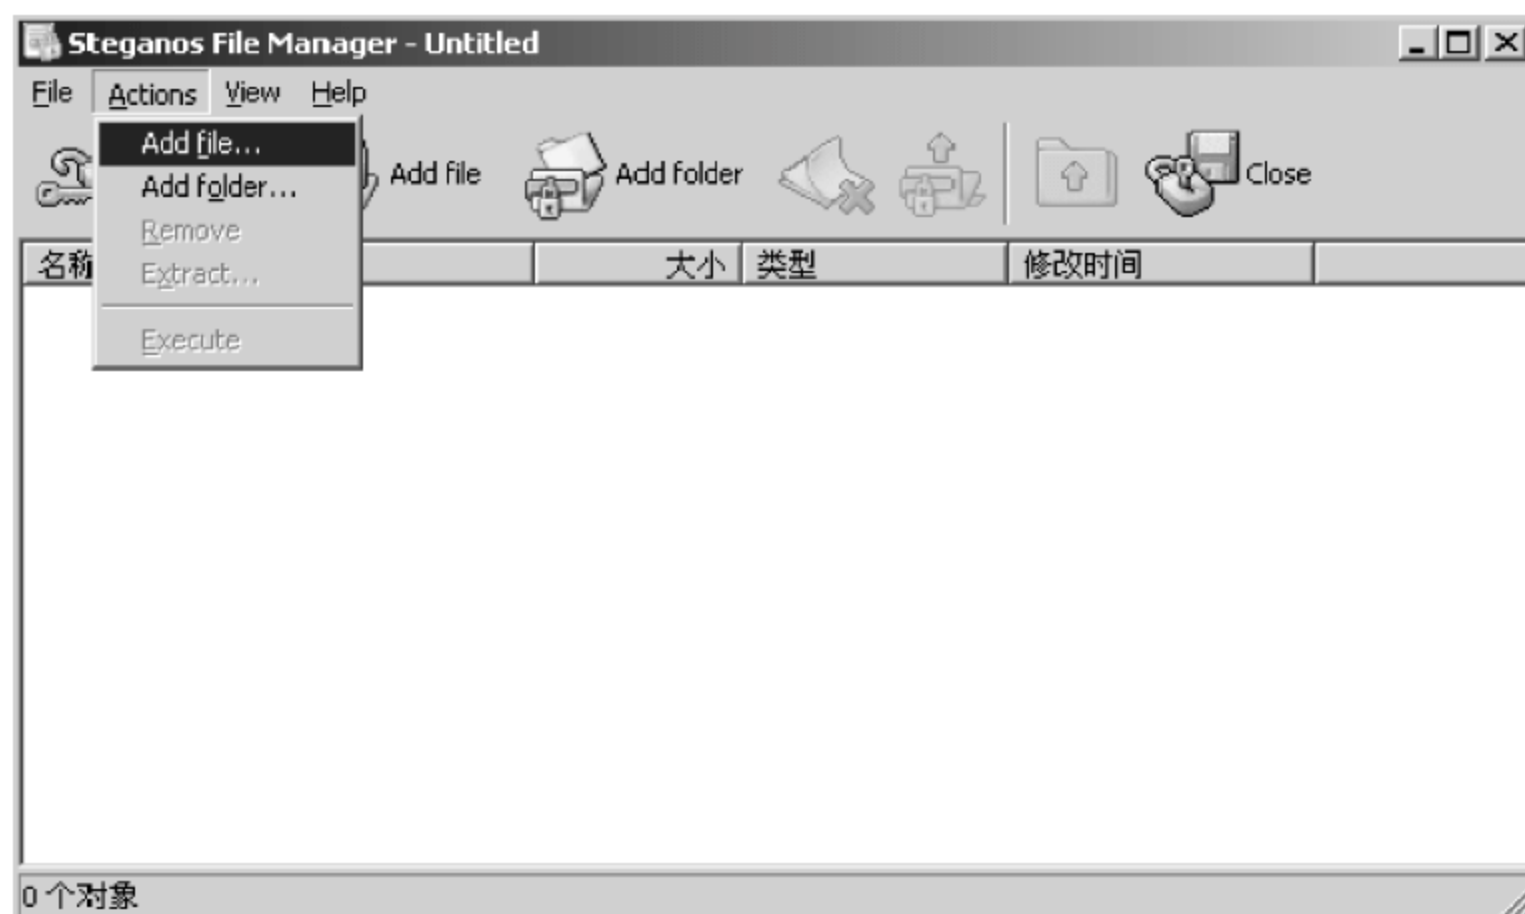 Steganos File Manager - Untitled
File Actions View Help
Add file...
Add folder...
Remove
Extract...
Execute
Add file Add folder Close
名称 大小 类型 修改时间
0 个对象